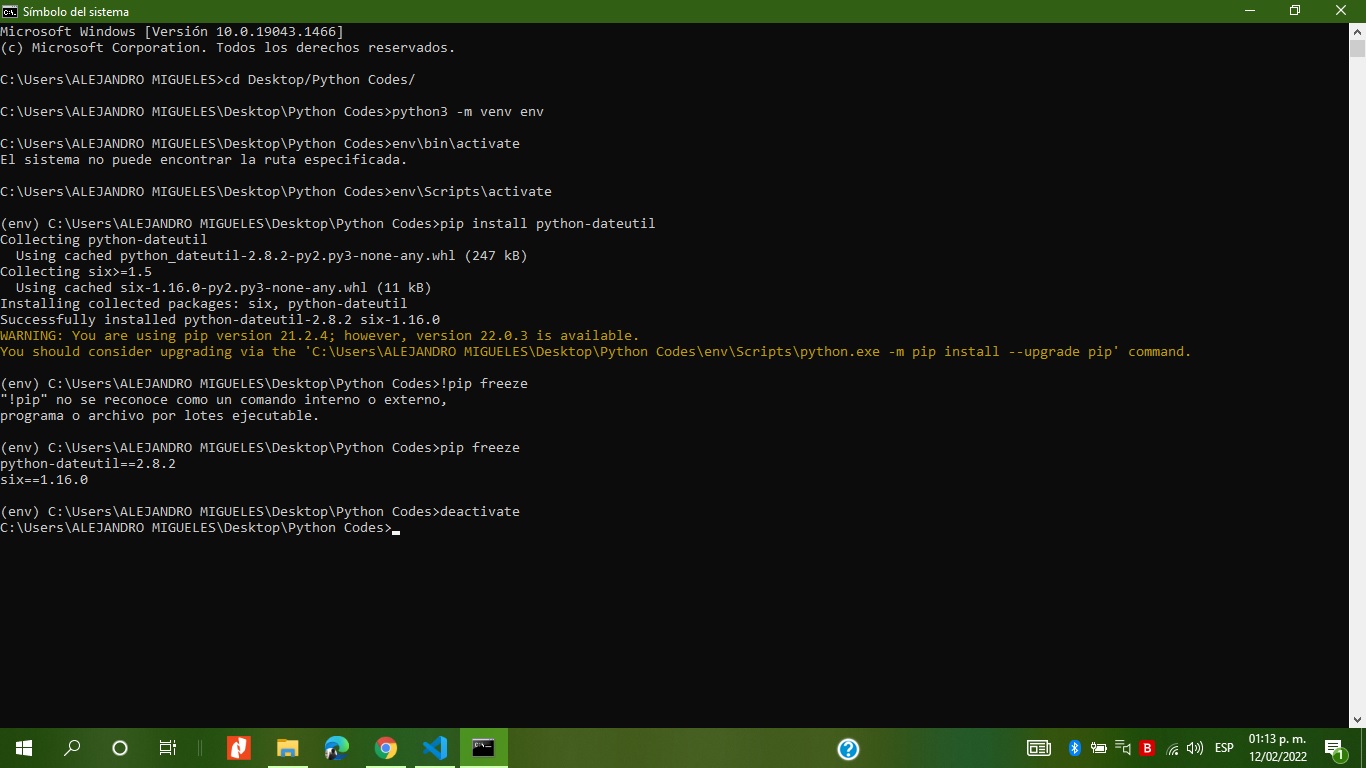 Símbolo del sistema
Microsoft Windows [Versión 10.0.19043.1466]
(c) Microsoft Corporation. Todos los derechos reservados.
C:\Users\ALEJANDRO MIGUELES>cd Desktop/Python Codes/
C:\Users\ALEJANDRO MIGUELES\Desktop\Python Codes>python3 -m venv env
C:\Users\ALEJANDRO MIGUELES\Desktop\Python Codes>env\bin\activate
El sistema no puede encontrar la ruta especificada.
C:\Users\ALEJANDRO MIGUELES\Desktop\Python Codes>env\Scripts\activate
(env) C:\Users\ALEJANDRO MIGUELES\Desktop\Python Codes>pip install python-dateutil
Collecting python-dateutil
  Using cached python_dateutil-2.8.2-py2.py3-none-any.whl (247 kB)
Collecting six>=1.5
  Using cached six-1.16.0-py2.py3-none-any.whl (11 kB)
Installing collected packages: six, python-dateutil
Successfully installed python-dateutil-2.8.2 six-1.16.0
WARNING: You are using pip version 21.2.4; however, version 22.0.3 is available.
You should consider upgrading via the 'C:\Users\ALEJANDRO MIGUELES\Desktop\Python Codes\env\Scripts\python.exe -m pip install --upgrade pip' command.
(env) C:\Users\ALEJANDRO MIGUELES\Desktop\Python Codes>!pip freeze
"!pip" no se reconoce como un comando interno o externo,
programa o archivo por lotes ejecutable.
(env) C:\Users\ALEJANDRO MIGUELES\Desktop\Python Codes>pip freeze
python-dateutil==2.8.2
six==1.16.0
(env) C:\Users\ALEJANDRO MIGUELES\Desktop\Python Codes>deactivate
C:\Users\ALEJANDRO MIGUELES\Desktop\Python Codes>
ESP
01:13 p. m.
12/02/2022
1